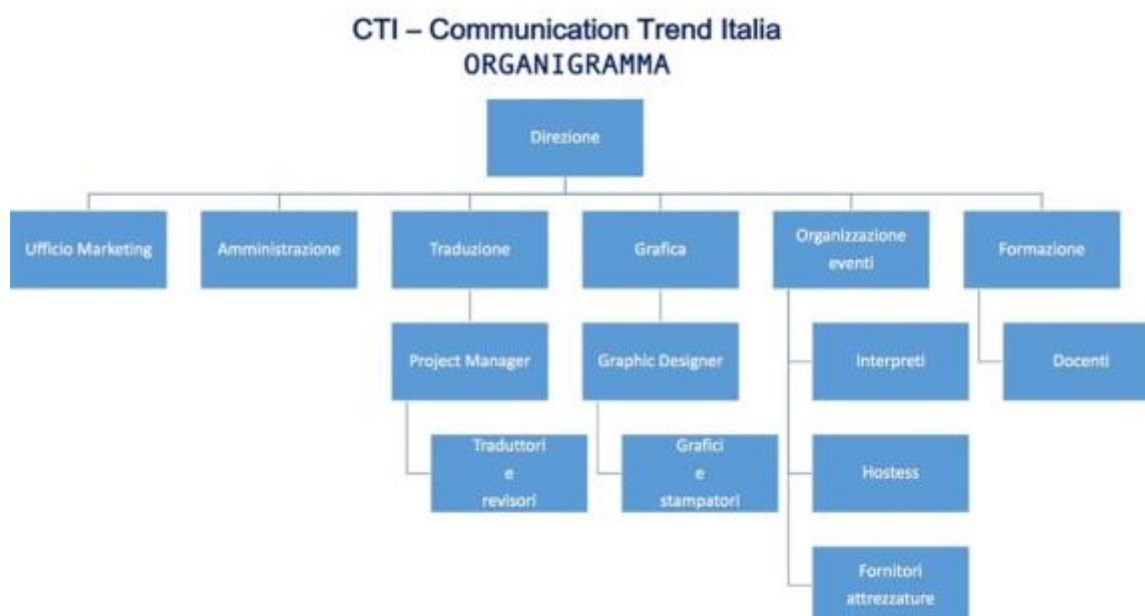 CTI – Communication Trend Italia
ORGANIGRAMMA
Direzione
Ufficio Marketing
Amministrazione
Traduzione
Grafica
Organizzazione
eventi
Formazione
Project Manager
Graphic Designer
Interpreti
Docenti
Traduttori
e
revisori
Grafici
e
stampatori
Hostess
Fornitori
attrezzature